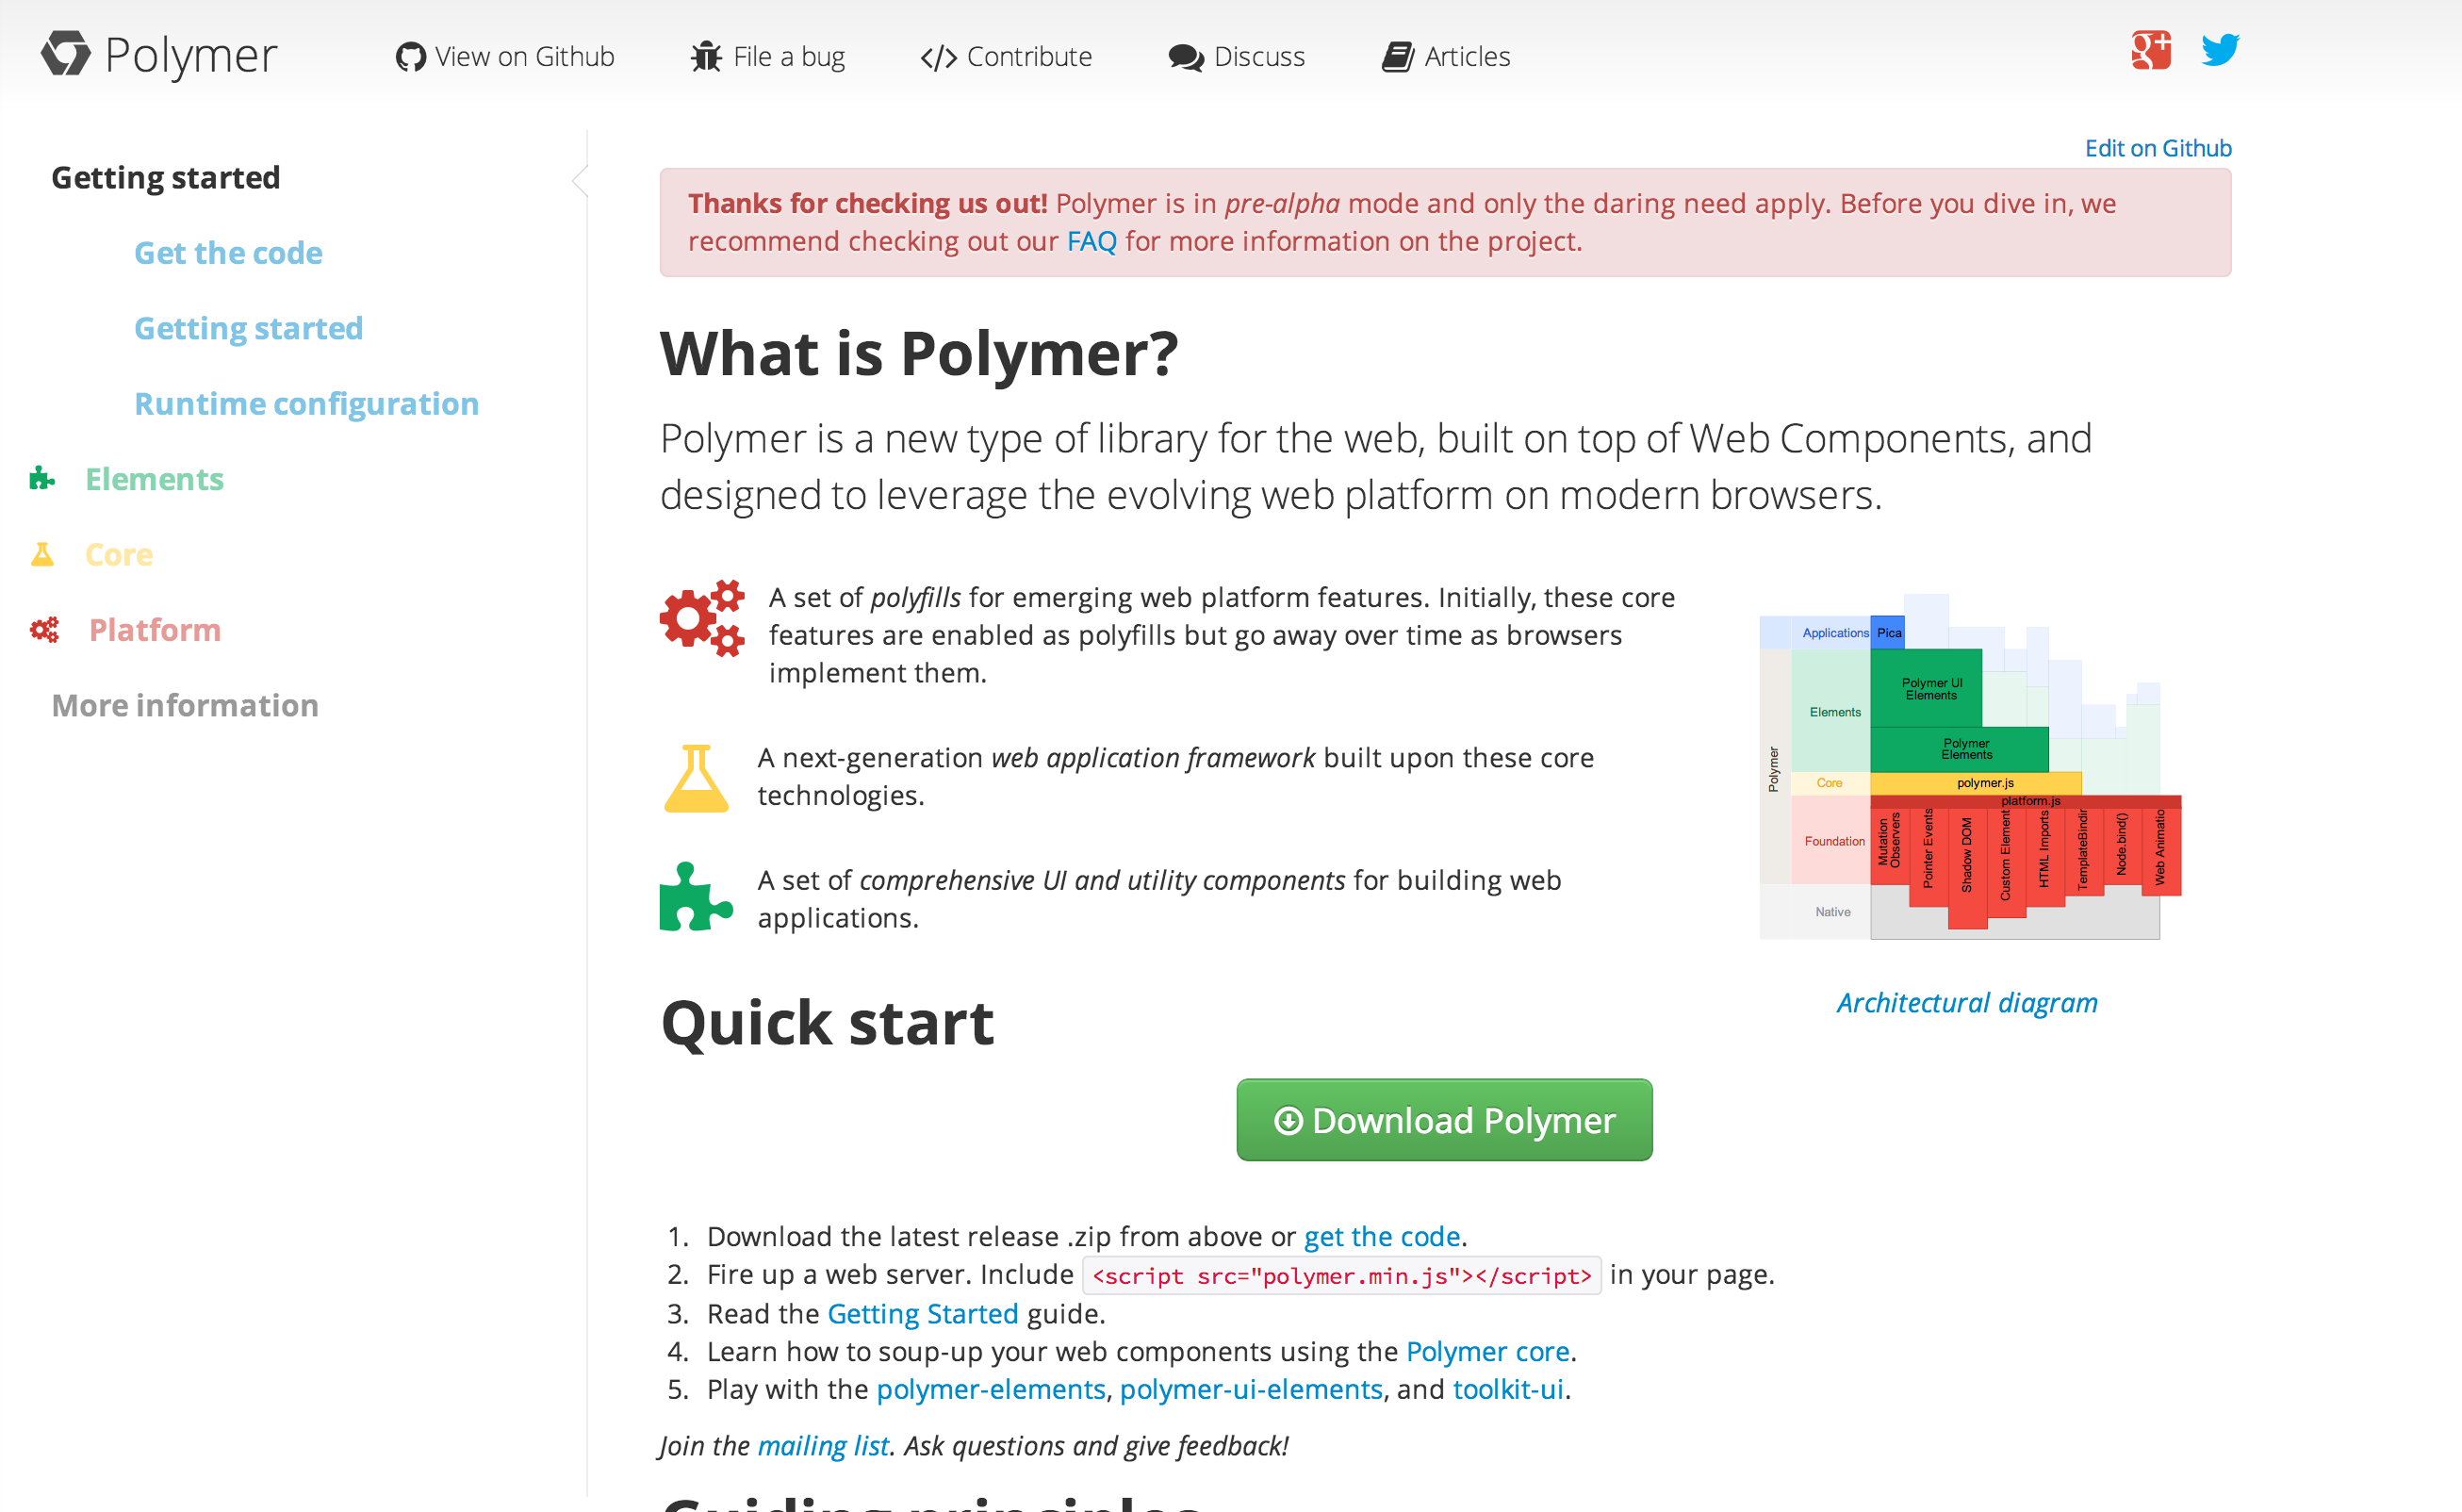 Polymer
View on Github
File a bug
Contribute
Discuss
Articles
Getting started
Get the code
Getting started
Runtime configuration
Elements
Core
Platform
More information
Edit on Github
Thanks for checking us out! Polymer is in pre-alpha mode and only the daring need apply. Before you dive in, we
recommend checking out our FAQ for more information on the project.
What is Polymer?
Polymer is a new type of library for the web, built on top of Web Components, and
designed to leverage the evolving web platform on modern browsers.
A set of polyfills for emerging web platform features. Initially, these core
features are enabled as polyfills but go away over time as browsers
implement them.
A next-generation web application framework built upon these core
technologies.
A set of comprehensive UI and utility components for building web
applications.
Applications
Pica
Polymer
Elements
Polymer UI
Elements
Polymer
Elements
Core
polymer.js
platform.js
Foundation
Mutation
Observers
Pointer Events
Shadow DOM
Custom Element
HTML Imports
TemplateBindir
Node.bind()
Web Animatio
Native
Architectural diagram
Quick start
Download Polymer
1. Download the latest release .zip from above or get the code.
2. Fire up a web server. Include <script src="polymer.min.js"></script> in your page.
3. Read the Getting Started guide.
4. Learn how to soup-up your web components using the Polymer core.
5. Play with the polymer-elements, polymer-ui-elements, and toolkit-ui.
Join the mailing list. Ask questions and give feedback!
Guiding principles